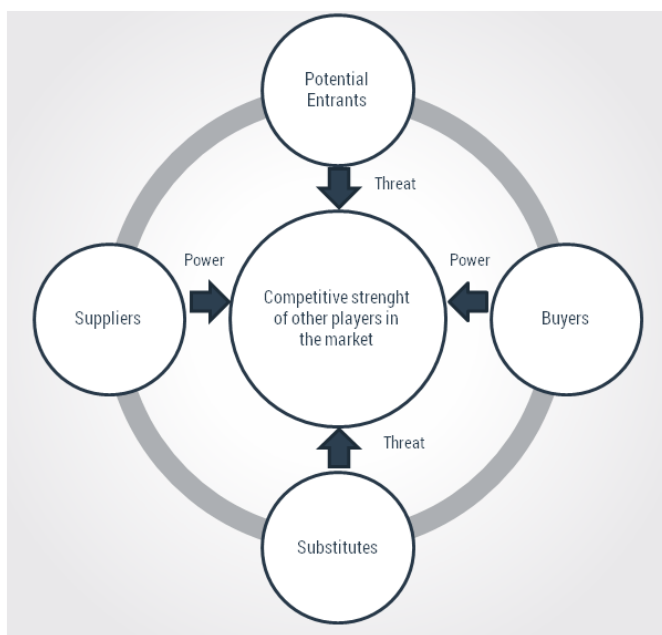 Potential
Entrants
Threat
Power
Power
Suppliers
Competitive strenght
of other players in
the market
Buyers
Threat
Substitutes